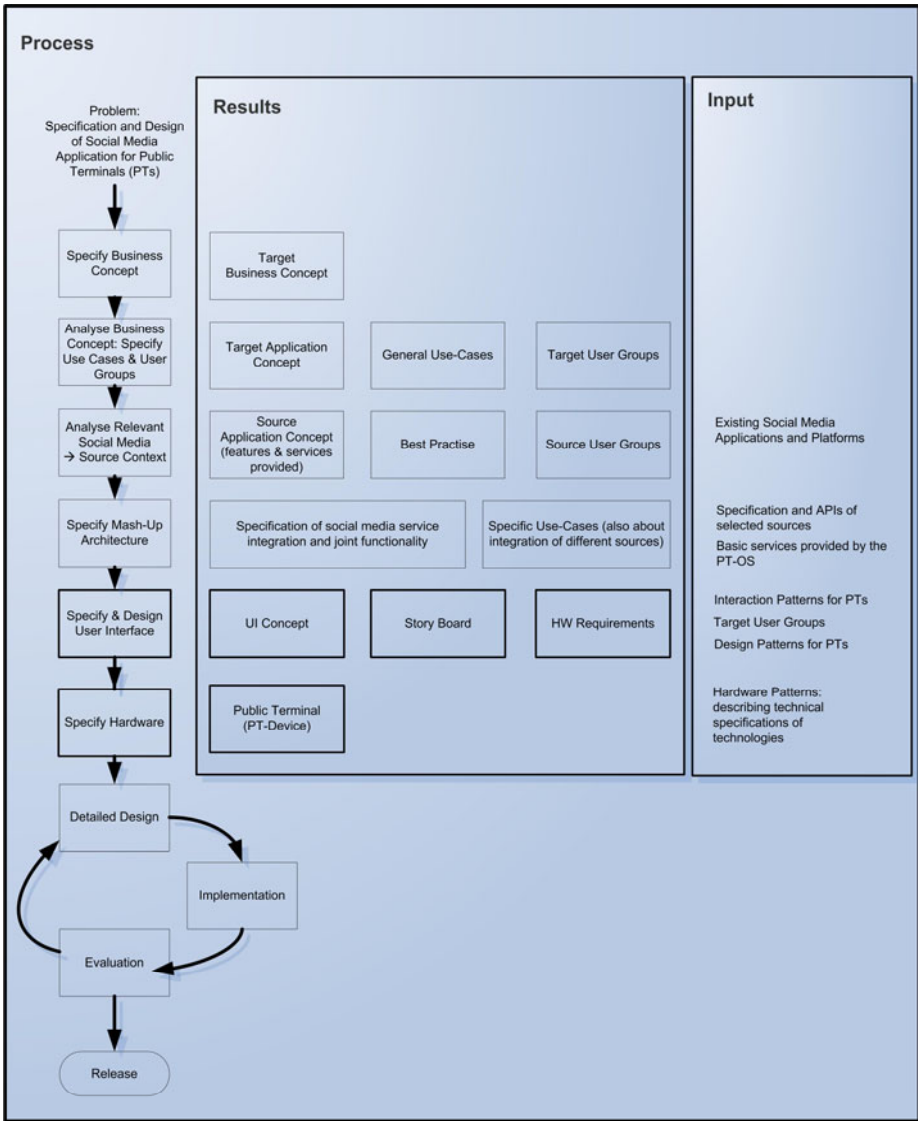 Process
Problem:
Specification and Design
of Social Media
Application for Public
Terminals (PTs)
Specify Business
Concept
Analyse Business
Concept: Specify
Use Cases & User
Groups
Analyse Relevant
Social Media
→ Source Context
Specify Mash-Up
Architecture
Specify & Design
User Interface
Specify Hardware
Detailed Design
Implementation
Evaluation
Release
Results
Target
Business Concept
Target Application
Concept
General Use-Cases
Target User Groups
Source
Application Concept
(features & services
provided)
Best Practise
Source User Groups
Specification of social media service
integration and joint functionality
Specific Use-Cases (also about
integration of different sources)
UI Concept
Story Board
HW Requirements
Public Terminal
(PT-Device)
Input
Existing Social Media
Applications and Platforms
Specification and APIs of
selected sources
Basic services provided by the
PT-OS
Interaction Patterns for PTs
Target User Groups
Design Patterns for PTs
Hardware Patterns:
describing technical
specifications of
technologies